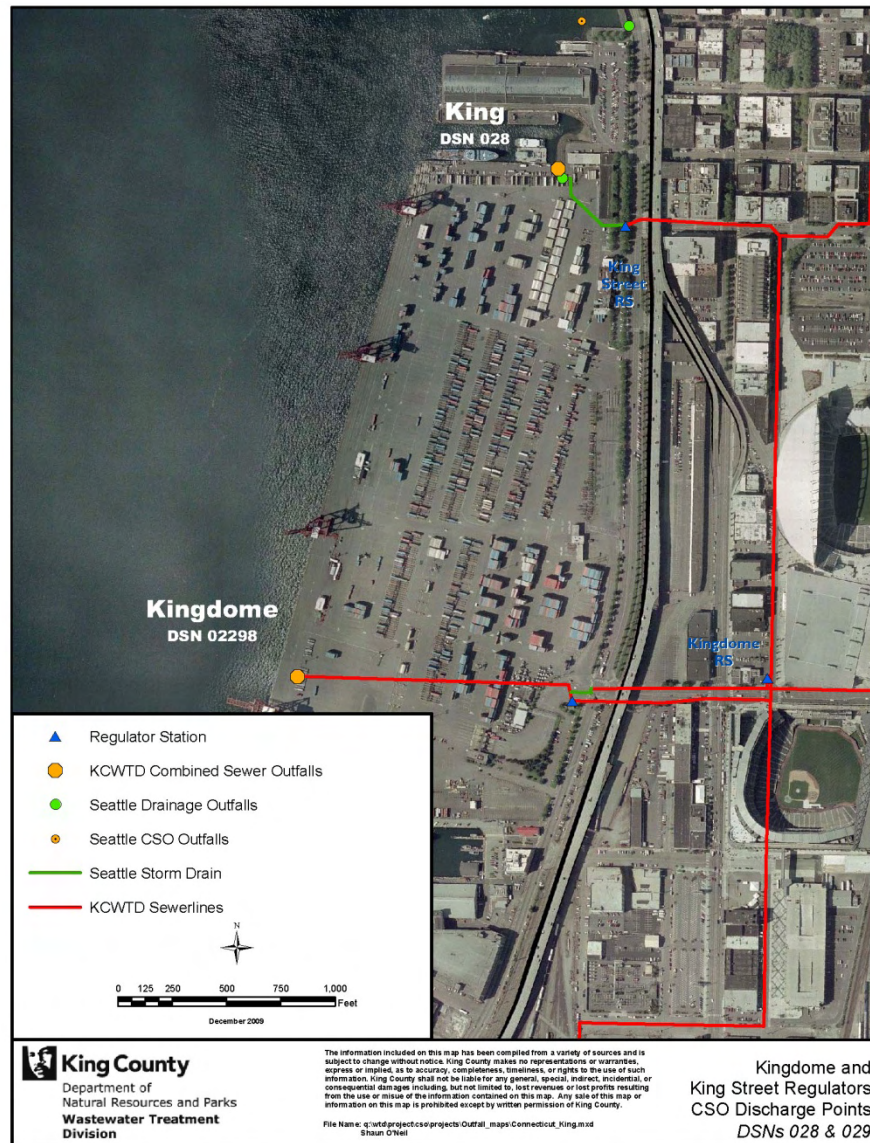 King
DSN 028
King
Street
RS
Kingdome
DSN 02298
Kingdome
RS
Regulator Station
KCWTD Combined Sewer Outfalls
Seattle Drainage Outfalls
Seattle CSO Outfalls
Seattle Storm Drain
KCWTD Sewerlines
N
0 125 250 500 750 1,000
Feet
December 2009
King County
Department of
Natural Resources and Parks
Wastewater Treatment
Division
The information included on this map has been compiled from a variety of sources and is
subject to change without notice. King County makes no representations or warranties,
express or implied, as to accuracy, completeness, timeliness, or rights to the use of such
information. King County shall not be liable for any general, special, indirect, incidental, or
consequential damages including, but not limited to, lost revenues or lost profits resulting
from the use or misue of the information contained on this map. Any sale of this map or
information on this map is prohibited except by written permission of King County.
File Name: q:\wtd\project\cso\projects\Outfall_maps\Connecticut_King.mxd
Shaun O'Neil
Kingdome and
King Street Regulators
CSO Discharge Points
DSNs 028 & 029